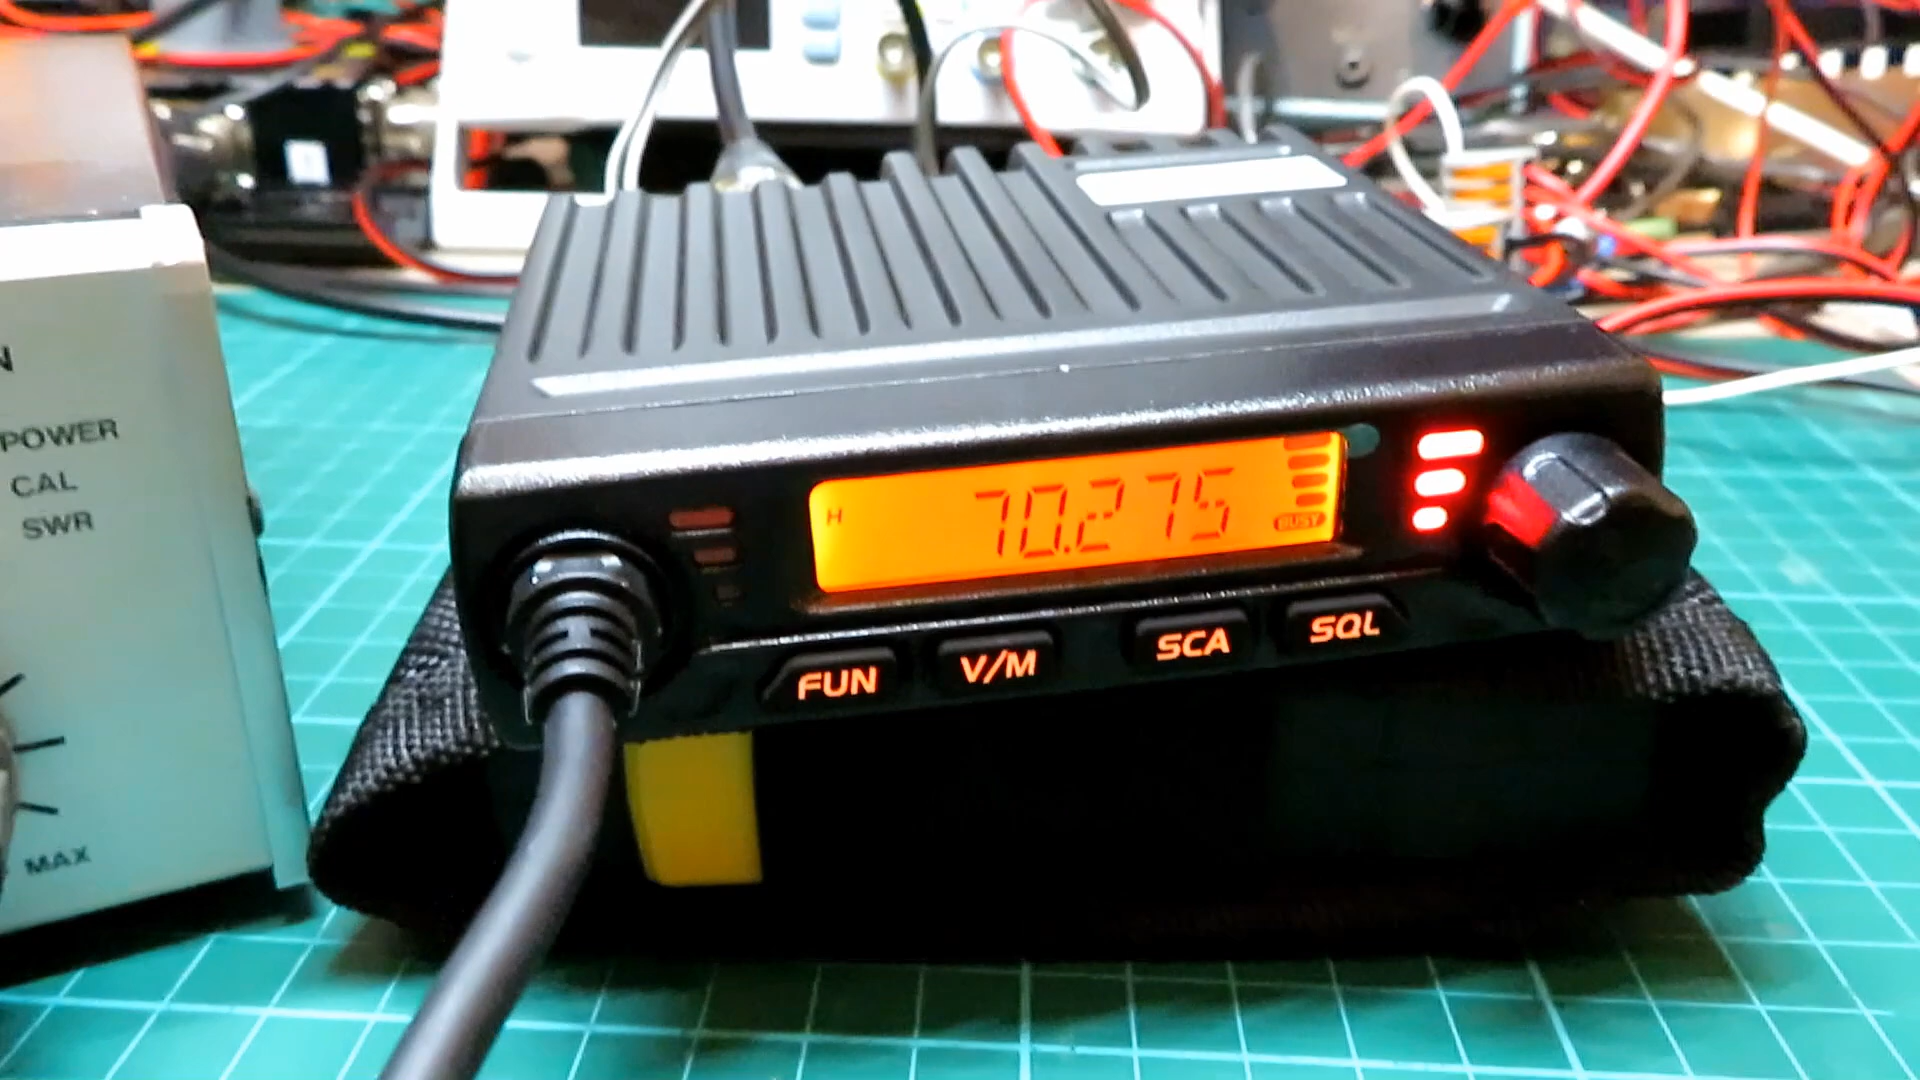 N
POWER
CAL
SWR
MAX
H
70.275
BUSY
FUN
V/M
SCA
SQL